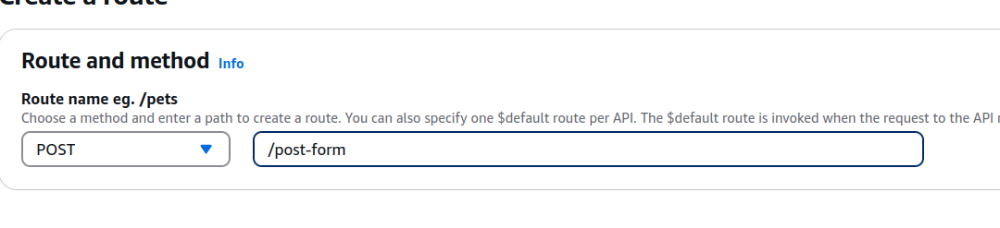 Create a route
Route and method Info
Route name eg. /pets
Choose a method and enter a path to create a route. You can also specify one $default route per API. The $default route is invoked when the request to the API
POST
/post-form